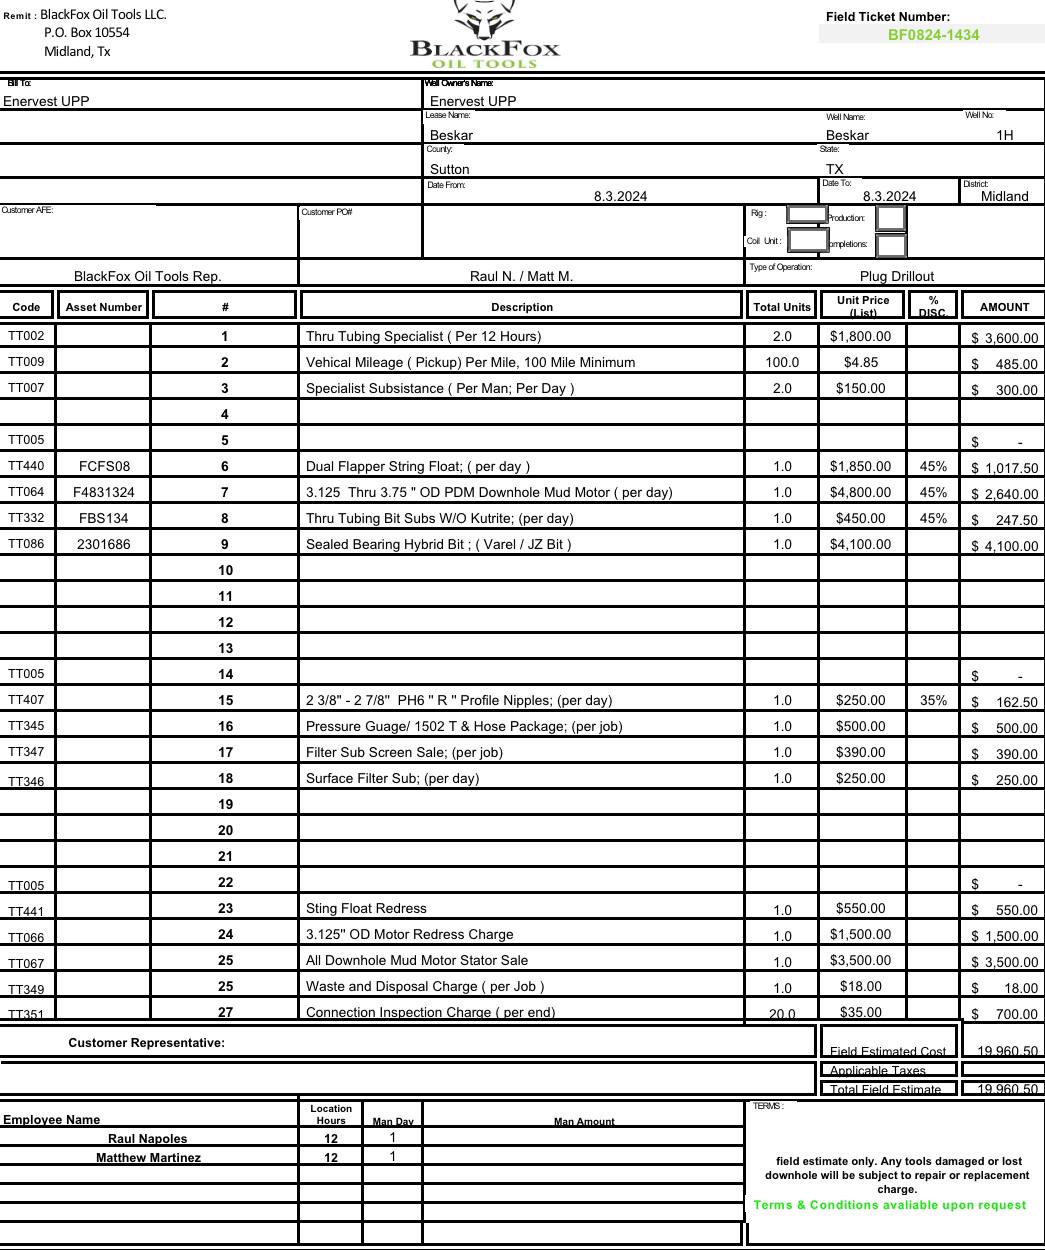 Remit : BlackFox Oil Tools LLC.
P.O. Box 10554
Midland, Tx
BLACKFOX
OIL TOOLS
Field Ticket Number:
BF0824-1434
Bill To: Well Owner's Name:
Enervest UPP Enervest UPP
Lease Name: Well Name: Well No:
Beskar Beskar 1H
County: State:
Sutton TX
Date From: Date To: District:
8.3.2024 8.3.2024 Midland
Customer AFE: Customer PO# Rig : Production:
Coil Unit : ompletions:
BlackFox Oil Tools Rep. Raul N. / Matt M. Type of Operation: Plug Drillout
Code Asset Number # Description Total Units Unit Price (List) % DISC. AMOUNT
TT002 1 Thru Tubing Specialist ( Per 12 Hours) 2.0 $1,800.00 $ 3,600.00
TT009 2 Vehical Mileage ( Pickup) Per Mile, 100 Mile Minimum 100.0 $4.85 $ 485.00
TT007 3 Specialist Subsistance ( Per Man; Per Day ) 2.0 $150.00 $ 300.00
4
TT005 5 $ -
TT440 FCFS08 6 Dual Flapper String Float; ( per day ) 1.0 $1,850.00 45% $ 1,017.50
TT064 F4831324 7 3.125 Thru 3.75 " OD PDM Downhole Mud Motor ( per day) 1.0 $4,800.00 45% $ 2,640.00
TT332 FBS134 8 Thru Tubing Bit Subs W/O Kutrite; (per day) 1.0 $450.00 45% $ 247.50
TT086 2301686 9 Sealed Bearing Hybrid Bit ; ( Varel / JZ Bit ) 1.0 $4,100.00 $ 4,100.00
10
11
12
13
TT005 14 $ -
TT407 15 2 3/8" - 2 7/8" PH6 " R " Profile Nipples; (per day) 1.0 $250.00 35% $ 162.50
TT345 16 Pressure Guage/ 1502 T & Hose Package; (per job) 1.0 $500.00 $ 500.00
TT347 17 Filter Sub Screen Sale; (per job) 1.0 $390.00 $ 390.00
TT346 18 Surface Filter Sub; (per day) 1.0 $250.00 $ 250.00
19
20
21
TT005 22 $ -
TT441 23 Sting Float Redress 1.0 $550.00 $ 550.00
TT066 24 3.125" OD Motor Redress Charge 1.0 $1,500.00 $ 1,500.00
TT067 25 All Downhole Mud Motor Stator Sale 1.0 $3,500.00 $ 3,500.00
TT349 25 Waste and Disposal Charge ( per Job ) 1.0 $18.00 $ 18.00
TT351 27 Connection Inspection Charge ( per end) 20.0 $35.00 $ 700.00
Customer Representative: Field Estimated Cost 19,960.50
Applicable Taxes
Total Field Estimate 19,960.50
Employee Name Location Hours Man Day Man Amount TERMS :
Raul Napoles 12 1
Matthew Martinez 12 1
field estimate only. Any tools damaged or lost
downhole will be subject to repair or replacement
charge.
Terms & Conditions avaliable upon request